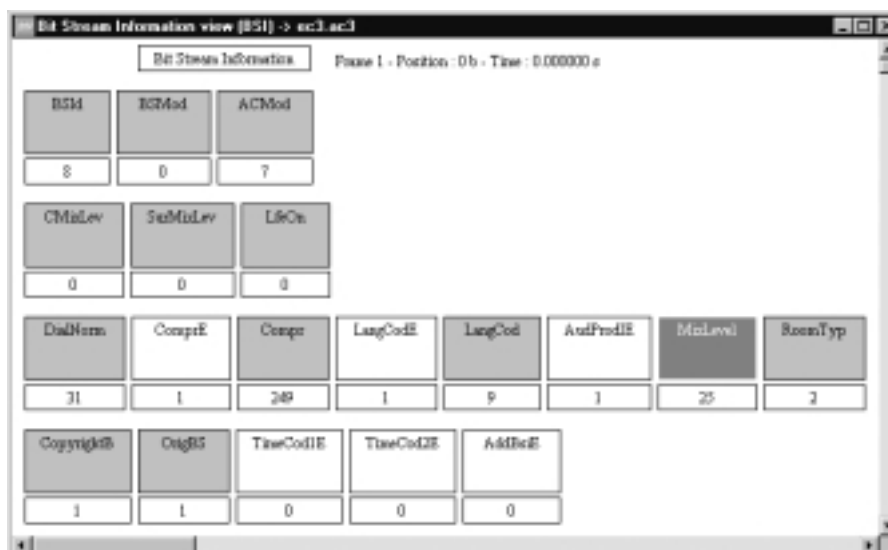 Bit Stream Information view (BSI) -> ec3.ac3
Bit Stream Information Frame 1 - Position : 0 b - Time : 0.000000 s
BSId BSMod ACMod
8 0 7
CMixLev SurMixLev LfeOn
0 0 0
DialNorm ComprE Compr LangCodE LangCod AudProdIE MixLevel RoomTyp
31 1 249 1 9 1 25 2
CopyrightB OrigBS TimeCod1E TimeCod2E AddBsiE
1 1 0 0 0